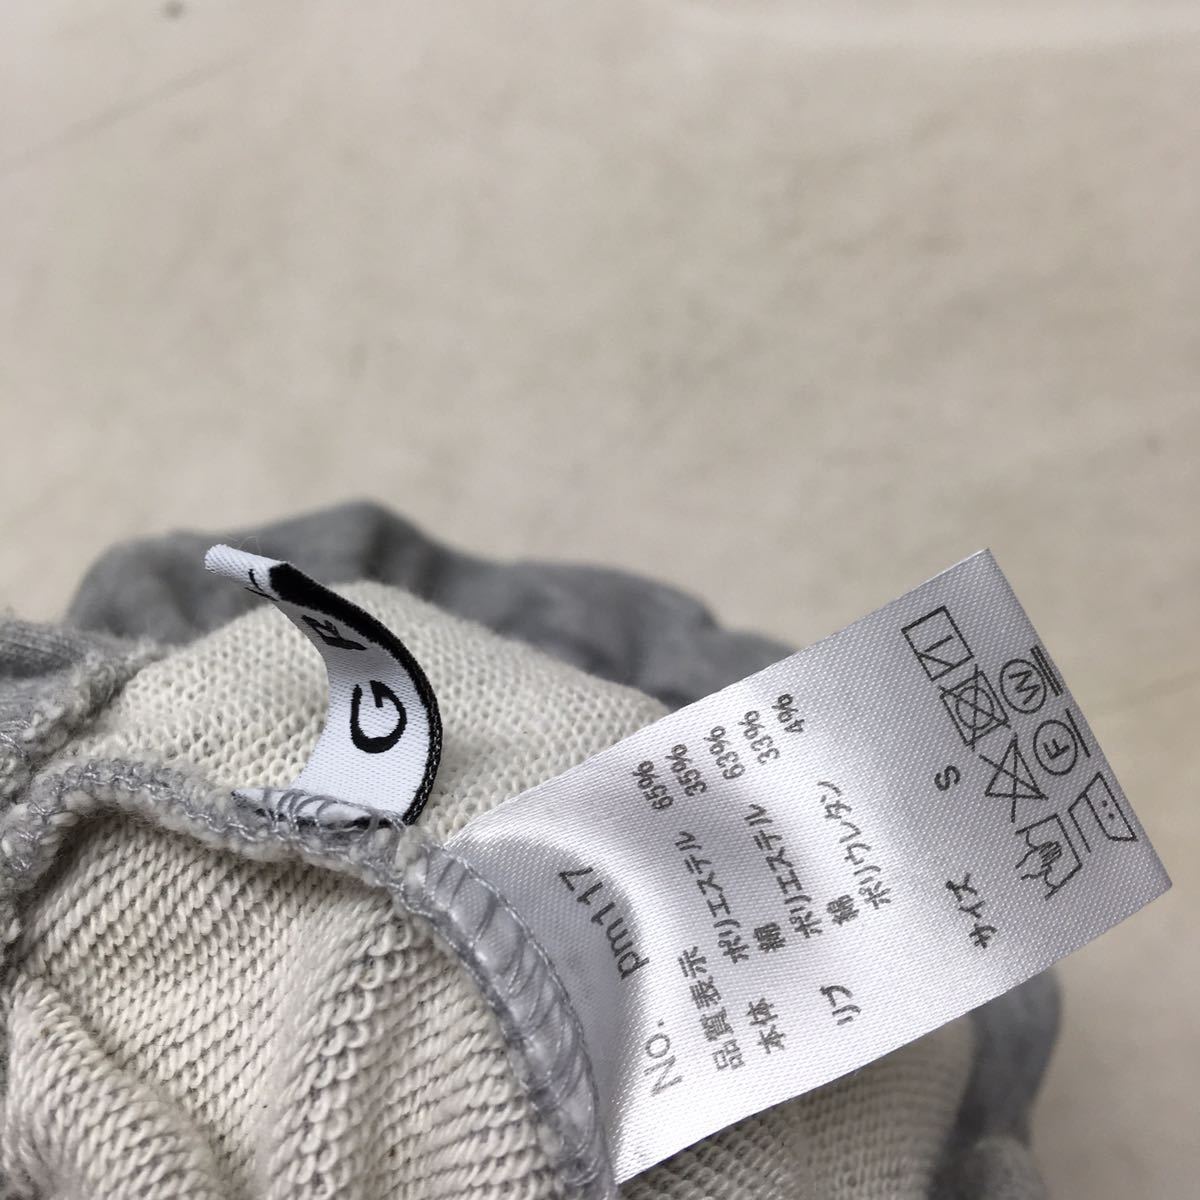 NO. pm117
品質表示
本体 ポリエステル 65%
綿 35%
リブ ポリエステル 63%
綿 33%
ポリウレタン 4%
サイズ S
W
F
G